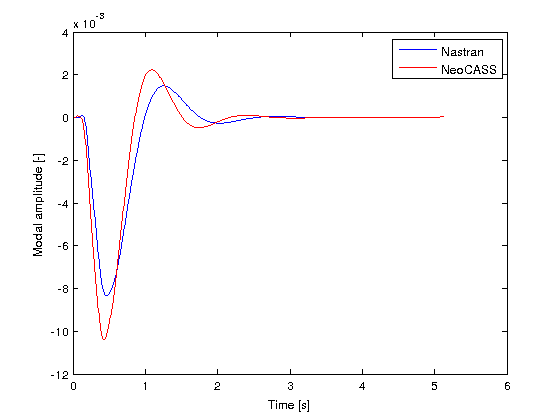 x 10⁻³
4
2
0
-2
-4
-6
-8
-10
-12
0 1 2 3 4 5 6
Modal amplitude [-]
Time [s]
Nastran
NeoCASS